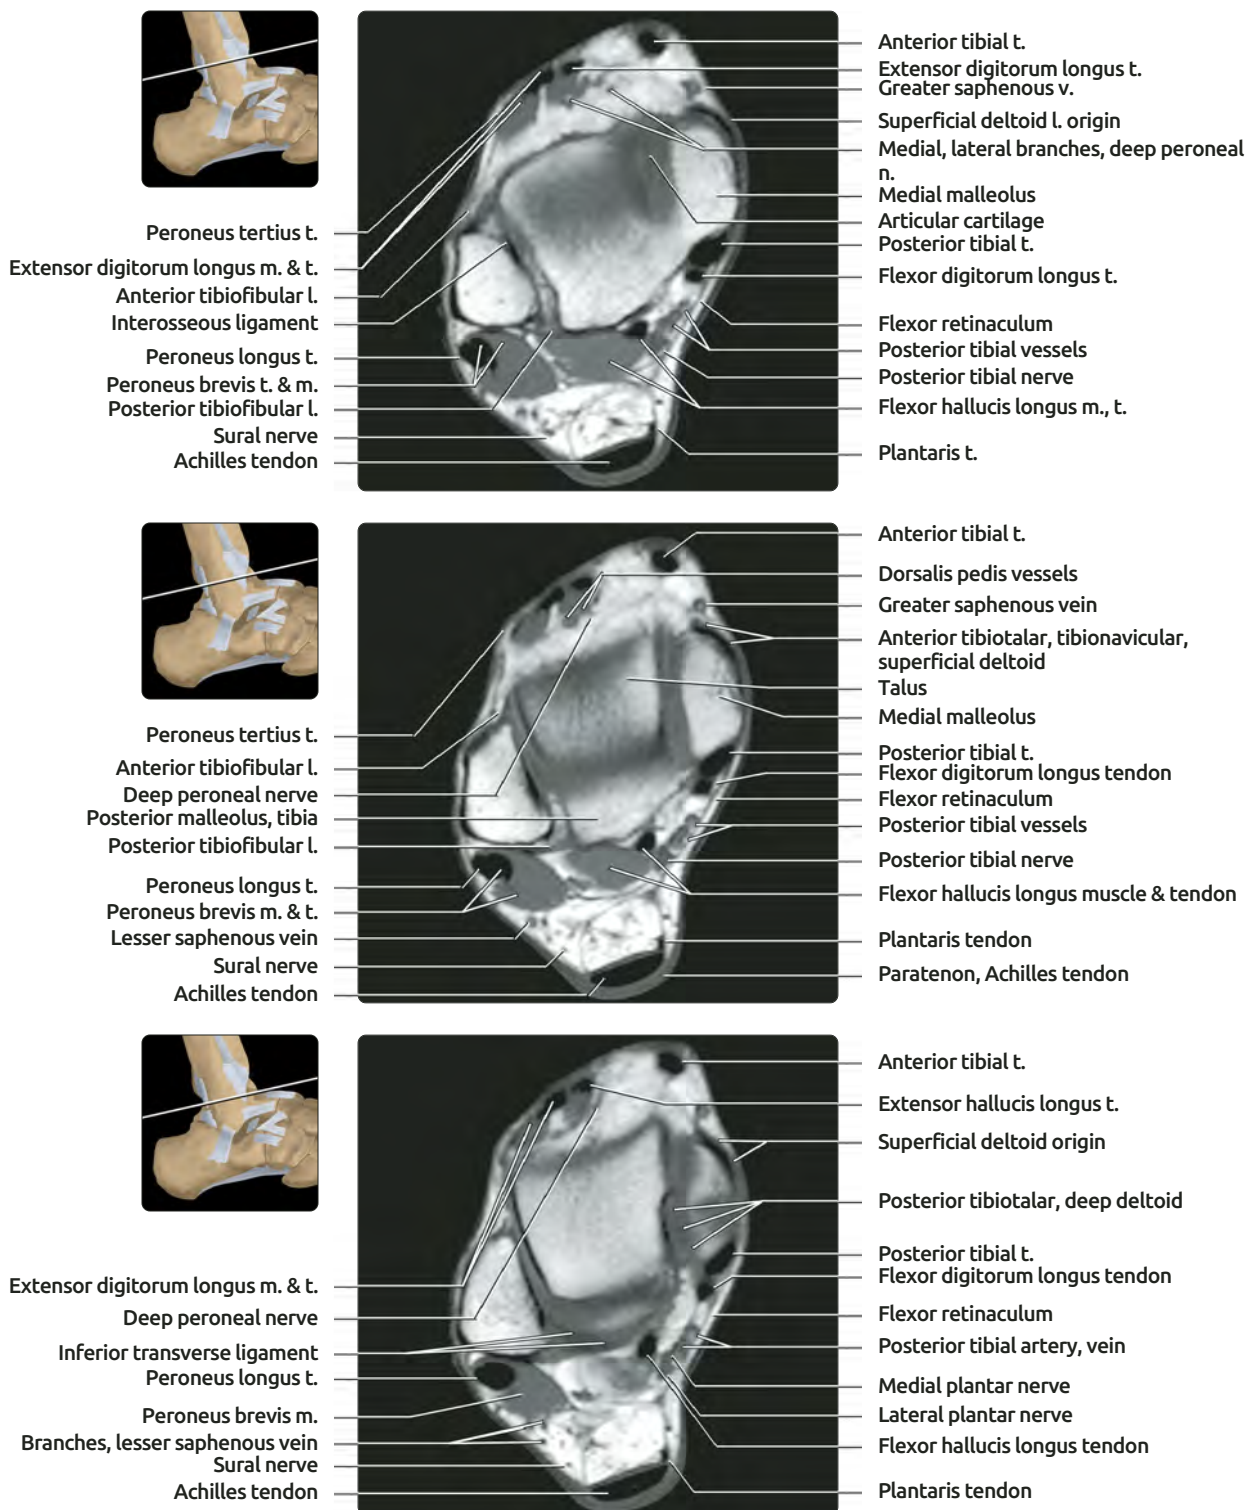 Anterior tibial t.
Extensor digitorum longus t.
Greater saphenous v.
Superficial deltoid l. origin
Medial, lateral branches, deep peroneal
n.
Medial malleolus
Articular cartilage
Posterior tibial t.
Flexor digitorum longus t.
Flexor retinaculum
Posterior tibial vessels
Posterior tibial nerve
Flexor hallucis longus m., t.
Plantaris t.
Peroneus tertius t.
Extensor digitorum longus m. & t.
Anterior tibiofibular l.
Interosseous ligament
Peroneus longus t.
Peroneus brevis t. & m.
Posterior tibiofibular l.
Sural nerve
Achilles tendon
Anterior tibial t.
Dorsalis pedis vessels
Greater saphenous vein
Anterior tibiotalar, tibionavicular,
superficial deltoid
Talus
Medial malleolus
Posterior tibial t.
Flexor digitorum longus tendon
Flexor retinaculum
Posterior tibial vessels
Posterior tibial nerve
Flexor hallucis longus muscle & tendon
Plantaris tendon
Paratenon, Achilles tendon
Peroneus tertius t.
Anterior tibiofibular l.
Deep peroneal nerve
Posterior malleolus, tibia
Posterior tibiofibular l.
Peroneus longus t.
Peroneus brevis m. & t.
Lesser saphenous vein
Sural nerve
Achilles tendon
Anterior tibial t.
Extensor hallucis longus t.
Superficial deltoid origin
Posterior tibiotalar, deep deltoid
Posterior tibial t.
Flexor digitorum longus tendon
Flexor retinaculum
Posterior tibial artery, vein
Medial plantar nerve
Lateral plantar nerve
Flexor hallucis longus tendon
Plantaris tendon
Extensor digitorum longus m. & t.
Deep peroneal nerve
Inferior transverse ligament
Peroneus longus t.
Peroneus brevis m.
Branches, lesser saphenous vein
Sural nerve
Achilles tendon